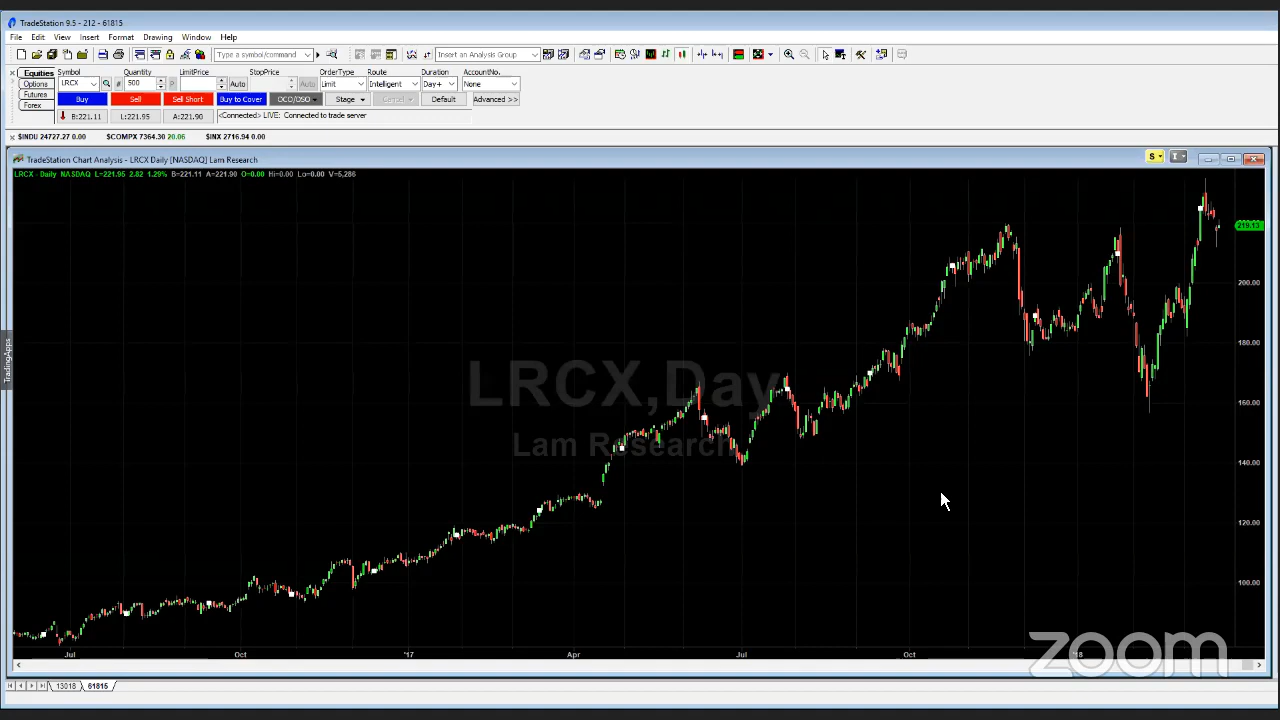 TradeStation 9.5 - 212 - 61815
File Edit View Insert Format Drawing Window Help
Type a symbol/command
Insert an Analysis Group
Equities Symbol Quantity LimitPrice StopPrice OrderType Route Duration AccountNo.
Options LRCX # 500 P Auto Auto Limit Intelligent Day+ None
Futures
Forex
Buy Sell Sell Short Buy to Cover OCO/OSO Stage Cancel Default Advanced >>
B:221.11 L:221.95 A:221.90 <Connected> LIVE: Connected to trade server
$INDU 24727.27 0.00 $COMPX 7364.30 20.06 $INX 2716.94 0.00
TradeStation Chart Analysis - LRCX Daily [NASDAQ] Lam Research
S
I
LRCX - Daily NASDAQ L=221.95 2.82 1.29% B=221.11 A=221.90 O=0.00 Hi=0.00 Lo=0.00 V=5,286
219.13
200.00
180.00
TradingApps
LRCX,Day
160.00
Lam Research
140.00
120.00
100.00
zoom
Jul Oct '17 Apr Jul Oct '18
13018 61815